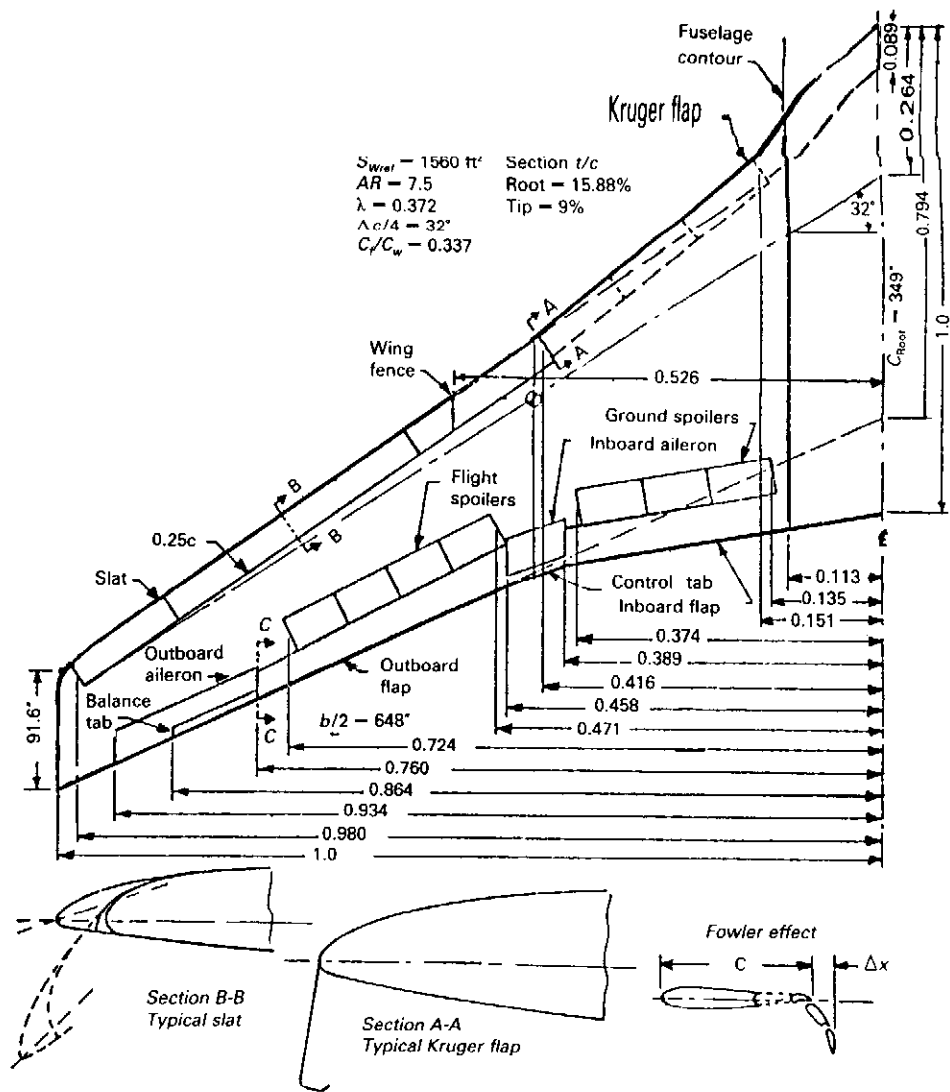 Fuselage
contour
Kruger flap
0.089
0.264
0.794
1.0
C_Root – 349"
32°
S_Wref – 1560 ft²
AR – 7.5
λ – 0.372
Λ c/4 – 32°
C_f/C_w – 0.337
Section t/c
Root – 15.88%
Tip – 9%
A
A
Wing
fence
0.526
Ground spoilers
Inboard aileron
Flight
spoilers
B
B
0.25c
Slat
Control tab
Inboard flap
0.113
0.135
0.151
0.374
0.389
0.416
0.458
0.471
C
C
Outboard
aileron
Outboard
flap
Balance
tab
91.6"
b/2 – 648"
0.724
0.760
0.864
0.934
0.980
1.0
Section B-B
Typical slat
Section A-A
Typical Kruger flap
Fowler effect
C
Δx